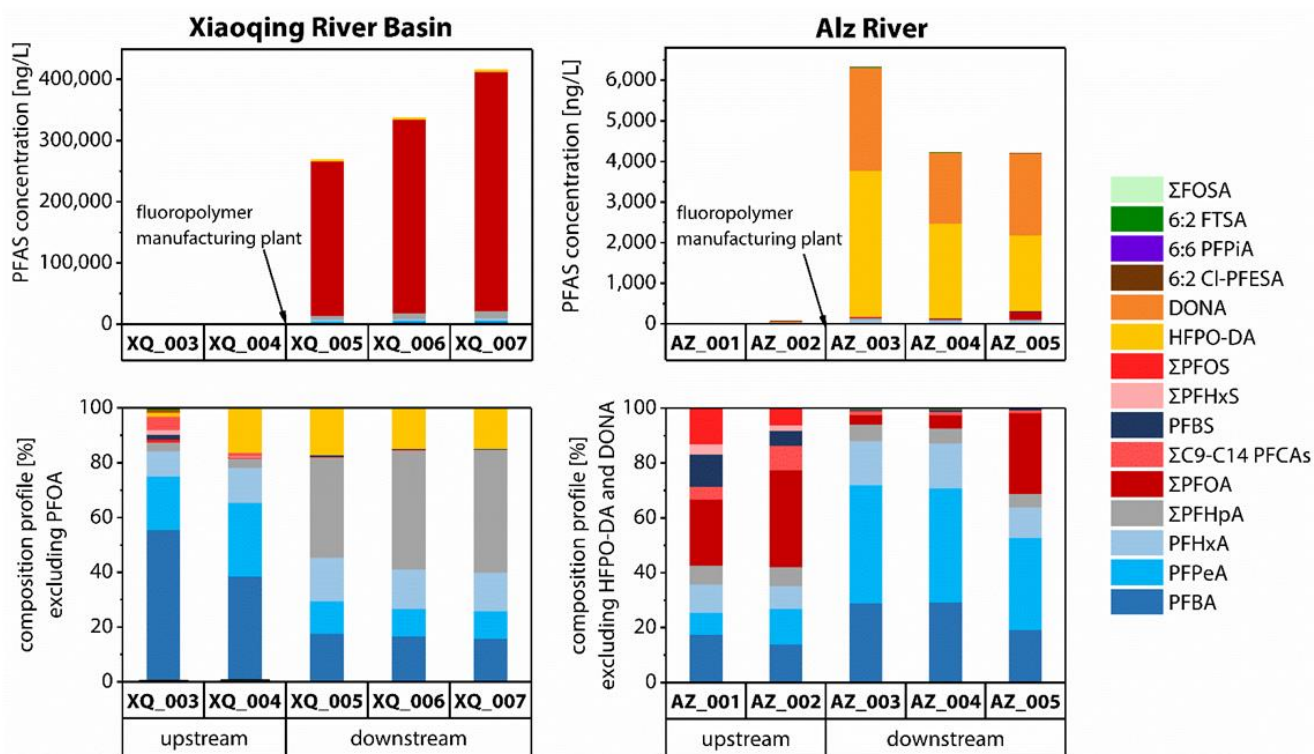 Xiaoqing River Basin
PFAS concentration [ng/L]
400,000
300,000
200,000
100,000
0
fluoropolymer
manufacturing plant
XQ_003 XQ_004 XQ_005 XQ_006 XQ_007
Alz River
PFAS concentration [ng/L]
6,000
5,000
4,000
3,000
2,000
1,000
0
fluoropolymer
manufacturing plant
AZ_001 AZ_002 AZ_003 AZ_004 AZ_005
composition profile [%]
excluding PFOA
100
80
60
40
20
0
XQ_003 XQ_004 XQ_005 XQ_006 XQ_007
upstream downstream
composition profile [%]
excluding HFPO-DA and DONA
100
80
60
40
20
0
AZ_001 AZ_002 AZ_003 AZ_004 AZ_005
upstream downstream
ΣFOSA
6:2 FTSA
6:6 PFPiA
6:2 Cl-PFESA
DONA
HFPO-DA
ΣPFOS
ΣPFHxS
PFBS
ΣC9-C14 PFCAs
ΣPFOA
ΣPFHpA
PFHxA
PFPeA
PFBA